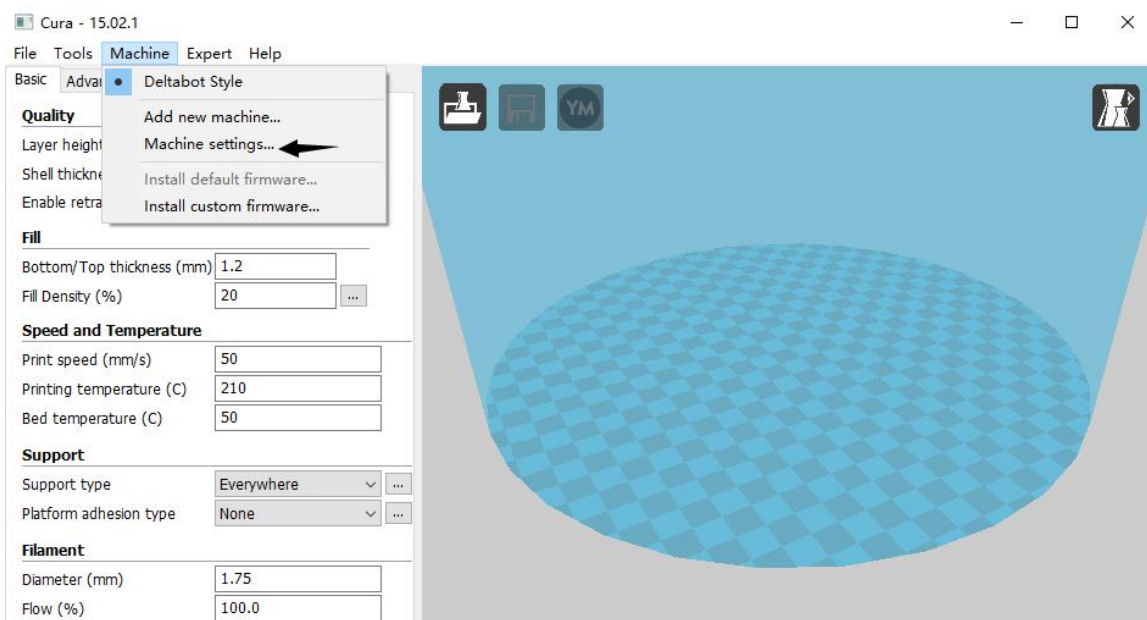 Cura - 15.02.1
File Tools Machine Expert Help
Basic Advan
Deltabot Style
Add new machine...
Machine settings...
Install default firmware...
Install custom firmware...
Quality
Layer height
Shell thickne
Enable retra
Fill
Bottom/Top thickness (mm) 1.2
Fill Density (%) 20 ...
Speed and Temperature
Print speed (mm/s) 50
Printing temperature (C) 210
Bed temperature (C) 50
Support
Support type Everywhere ...
Platform adhesion type None ...
Filament
Diameter (mm) 1.75
Flow (%) 100.0
YM